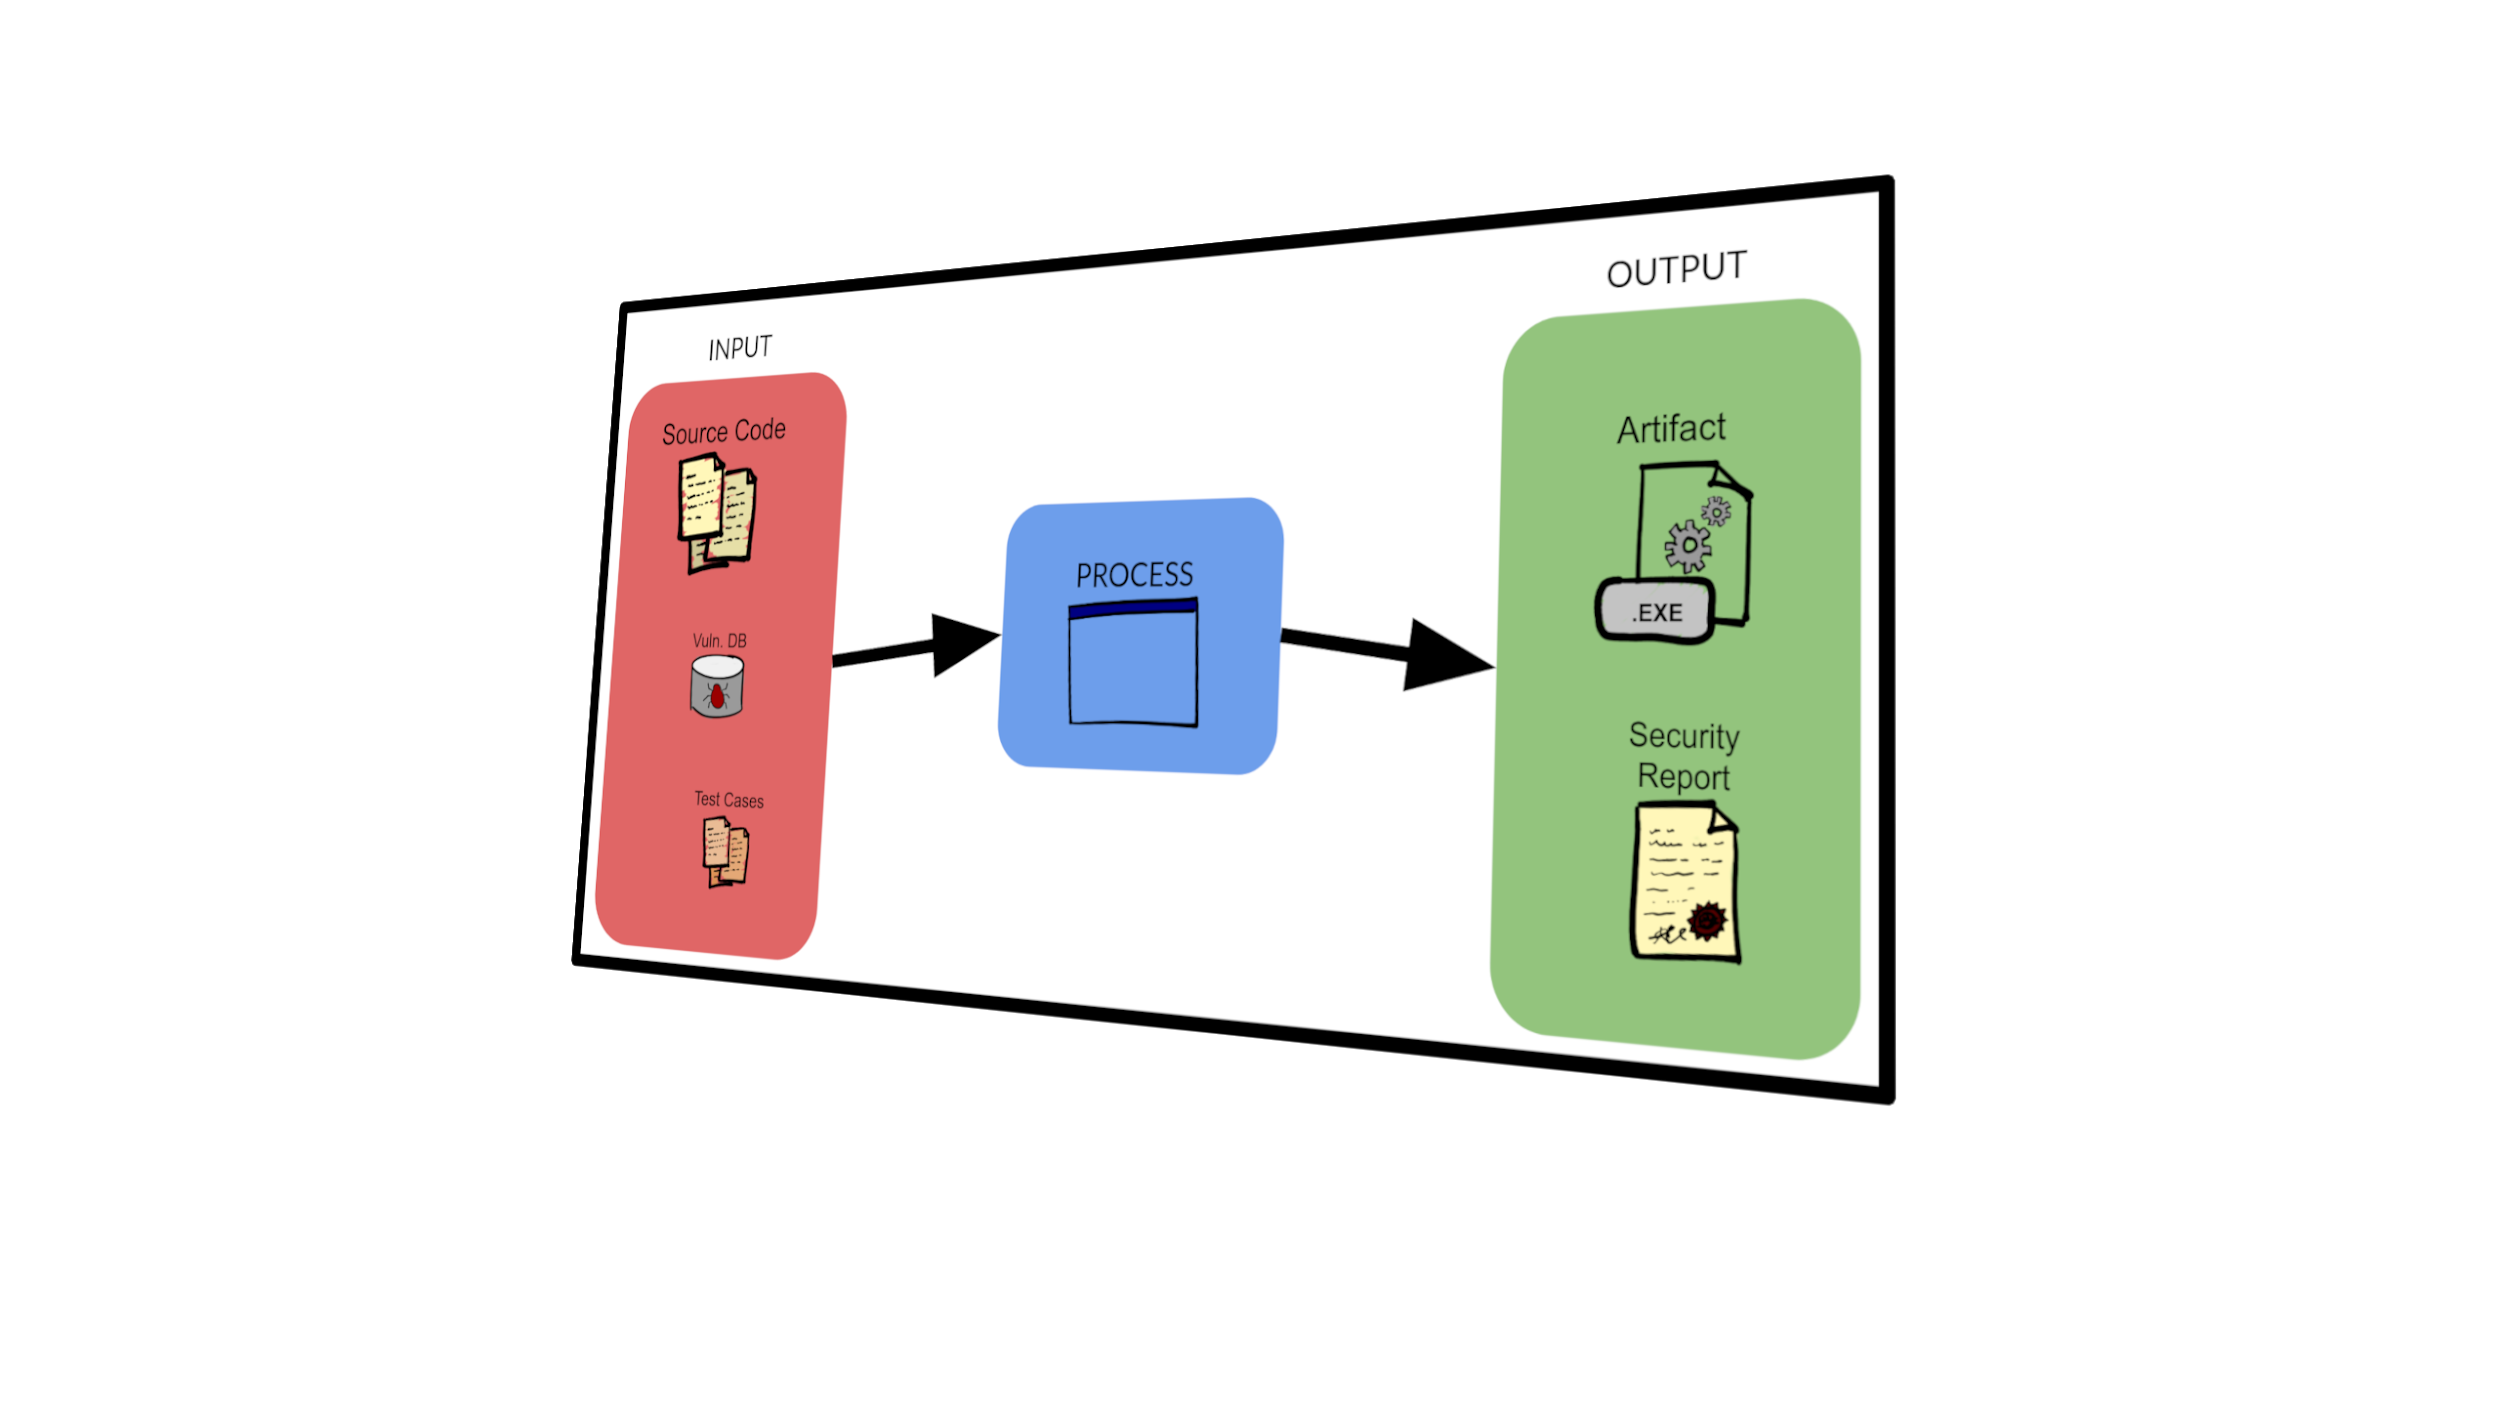 INPUT
Source Code
Vuln. DB
Test Cases
PROCESS
OUTPUT
Artifact
.EXE
Security
Report